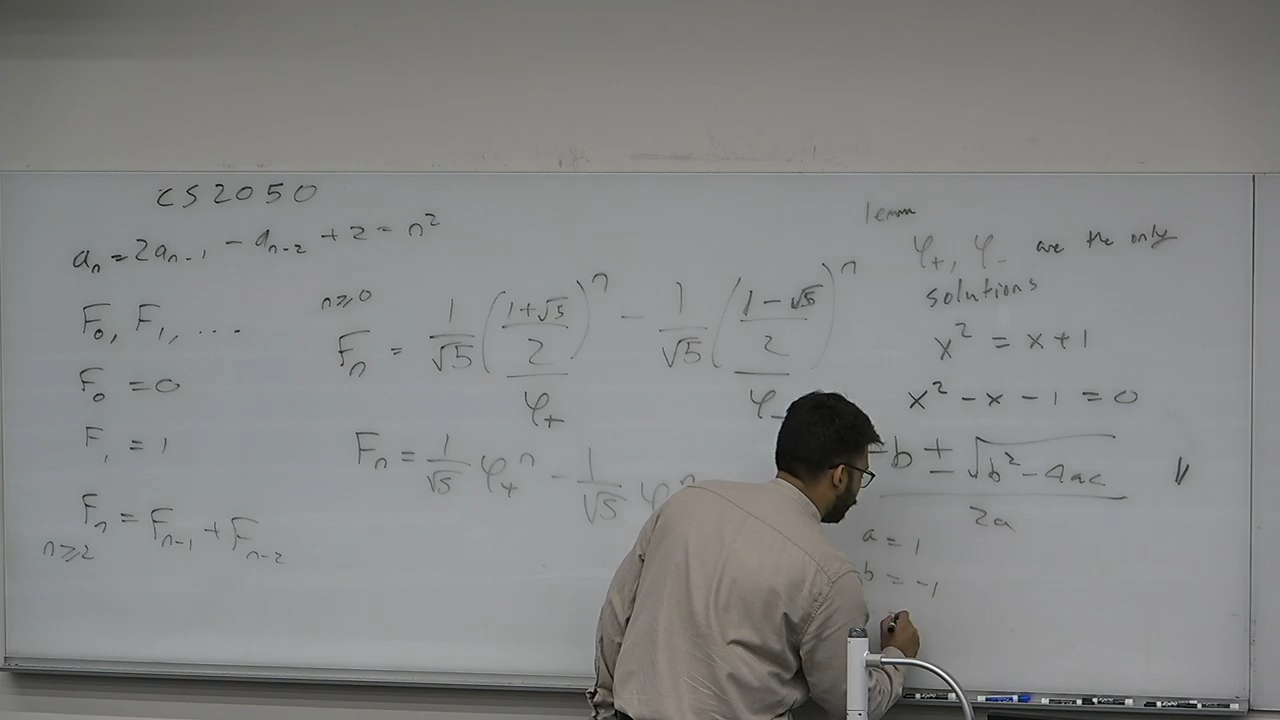 CS2050
aₙ = 2aₙ₋₁ - aₙ₋₂ + 2 = n²
F₀, F₁, ...
F₀ = 0
F₁ = 1
Fₙ = Fₙ₋₁ + Fₙ₋₂
n≥2
n≥0
Fₙ = 1/√5 ((1+√5)/2)ⁿ - 1/√5 ((1-√5)/2)ⁿ
φ₊ φ₋
Fₙ = 1/√5 φ₊ⁿ - 1/√5 φ
lemm
φ₊, φ₋ are the only
solutions
x² = x+1
x² - x - 1 = 0
-b ± √(b² - 4ac)
2a
a = 1
b = -1